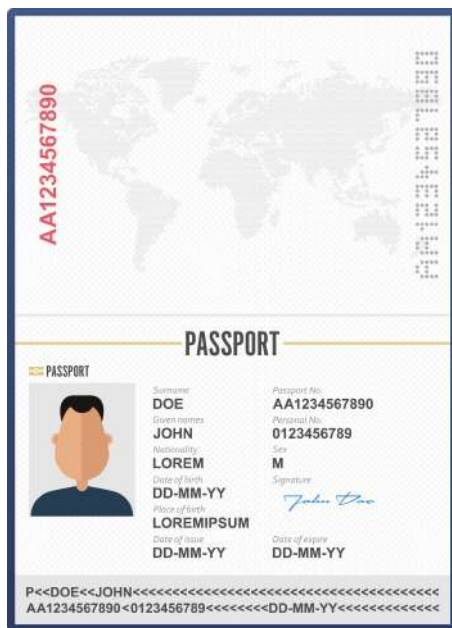 AA1234567890
AA1234567890
PASSPORT
PASSPORT
Surname
DOE
Passport No.
AA1234567890
Given names
JOHN
Personal No.
0123456789
Nationality
LOREM
Sex
M
Date of birth
DD-MM-YY
Signature
John Doe
Place of birth
LOREMIPSUM
Date of issue
DD-MM-YY
Date of expire
DD-MM-YY
P<<DOE<<JOHN<<<<<<<<<<<<<<<<<<<<<<<<<<<<<<<<<<<<<<<
AA1234567890<0123456789<<<<<<<<DD-MM-YY<<<<<<<<<<<<<